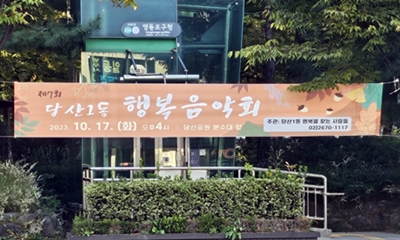 영등포구청
제7회
당산1동 행복음악회
2023. 10. 17. (화) 오후4시 : 당산공원 분수대 앞
주관: 당산1동 행복을 찾는 사람들
02)2670-1117